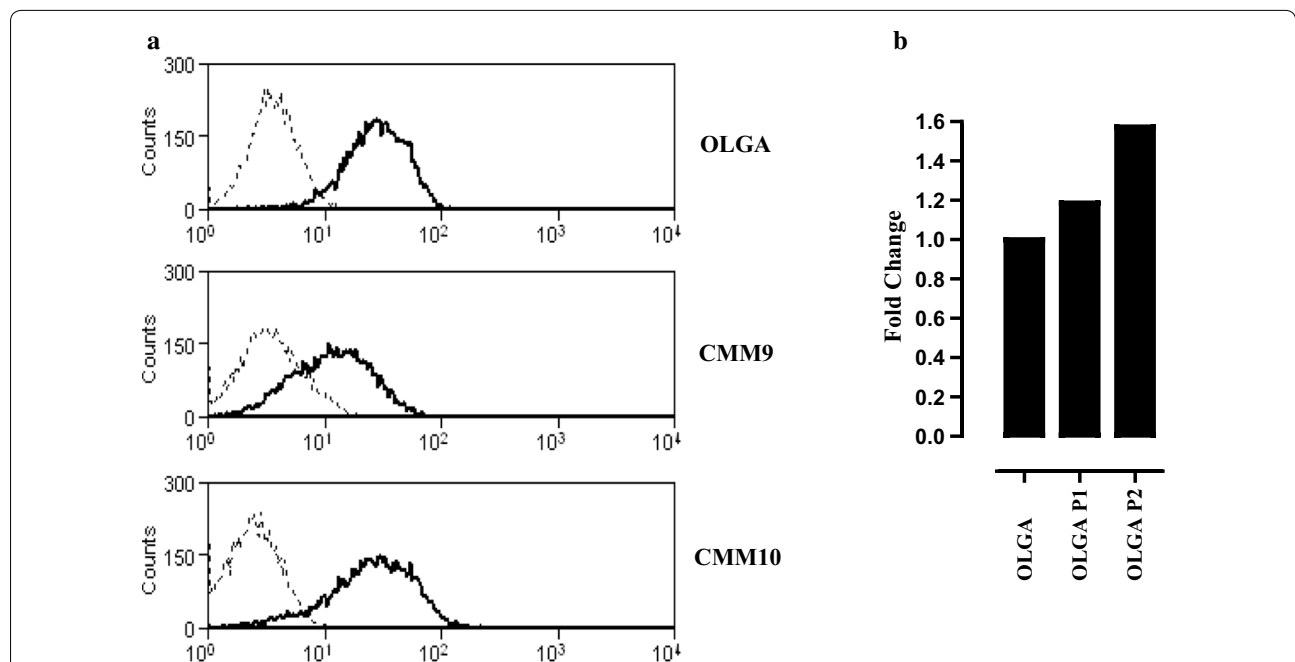 a
b
300
150
0
Counts
10⁰ 10¹ 10² 10³ 10⁴
OLGA
300
150
0
Counts
10⁰ 10¹ 10² 10³ 10⁴
CMM9
300
150
0
Counts
10⁰ 10¹ 10² 10³ 10⁴
CMM10
Fold Change
1.6
1.4
1.2
1.0
0.8
0.6
0.4
0.2
0.0
OLGA
OLGA P1
OLGA P2